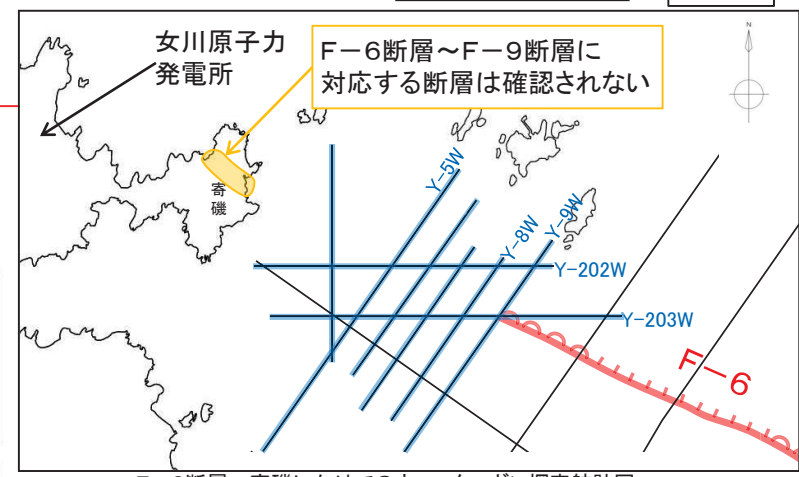 女川原子力
発電所
F-6断層~F-9断層に
対応する断層は確認されない
N
寄
磯
Y-5W
Y-8W
Y-9W
Y-202W
Y-203W
F-6